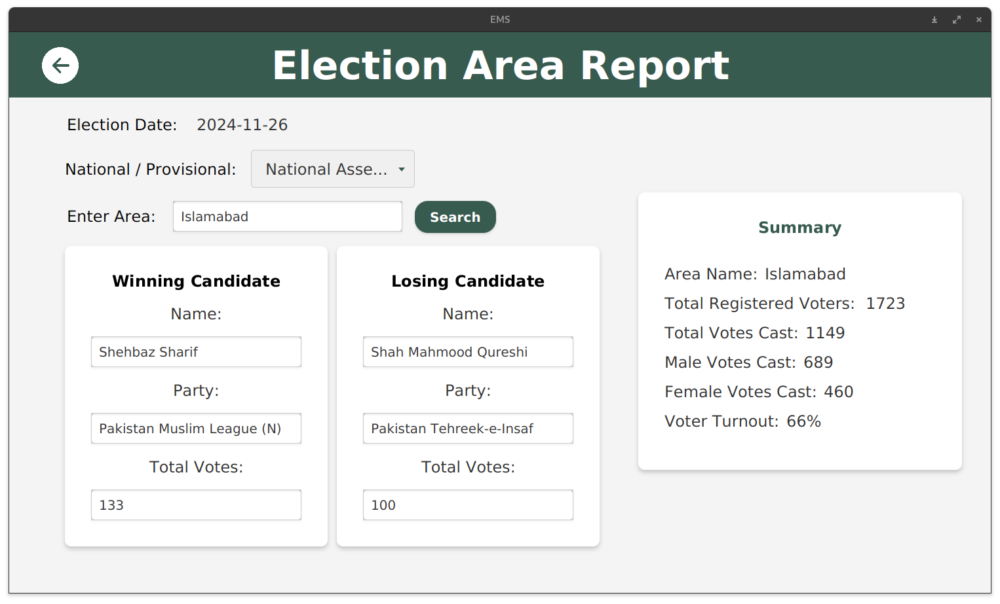 EMS
Election Area Report
Election Date: 2024-11-26
National / Provisional: National Asse...
Enter Area: Islamabad Search
Winning Candidate
Name:
Shehbaz Sharif
Party:
Pakistan Muslim League (N)
Total Votes:
133
Losing Candidate
Name:
Shah Mahmood Qureshi
Party:
Pakistan Tehreek-e-Insaf
Total Votes:
100
Summary
Area Name: Islamabad
Total Registered Voters: 1723
Total Votes Cast: 1149
Male Votes Cast: 689
Female Votes Cast: 460
Voter Turnout: 66%